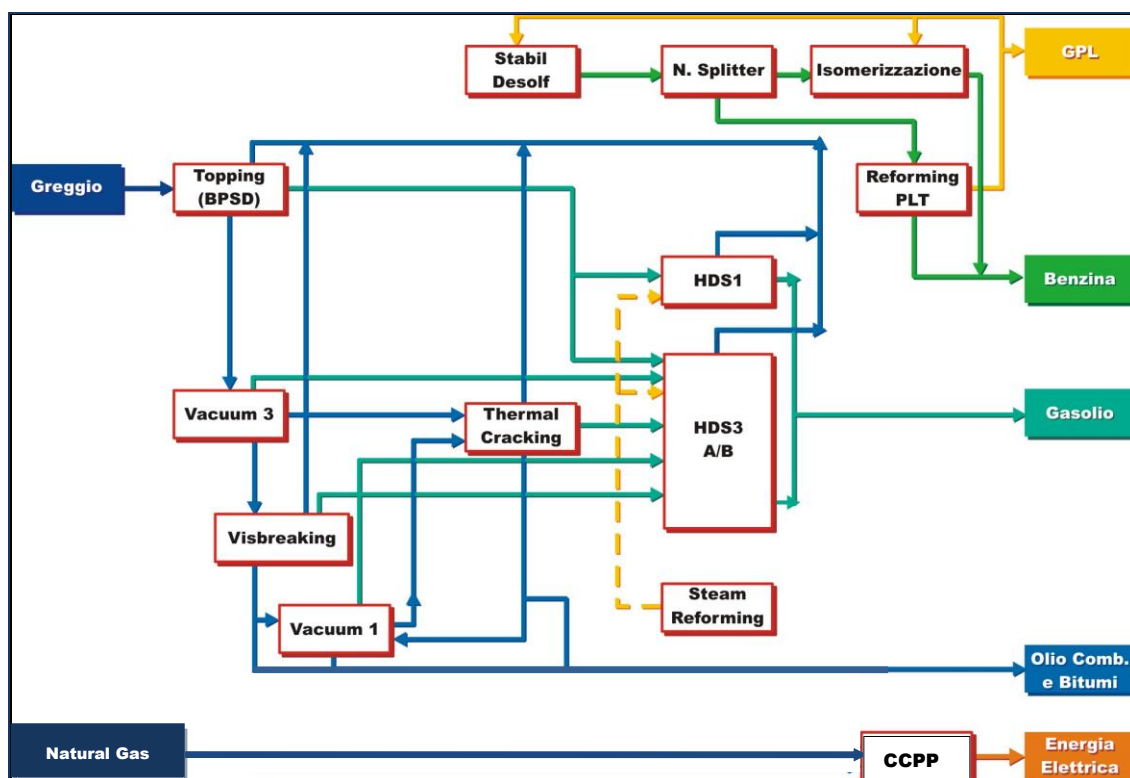 Stabil
Desolf
N. Splitter
Isomerizzazione
GPL
Greggio
Topping
(BPSD)
Reforming
PLT
HDS1
Benzina
Vacuum 3
Thermal
Cracking
HDS3
A/B
Gasolio
Visbreaking
Steam
Reforming
Vacuum 1
Olio Comb.
e Bitumi
Natural Gas
CCPP
Energia
Elettrica